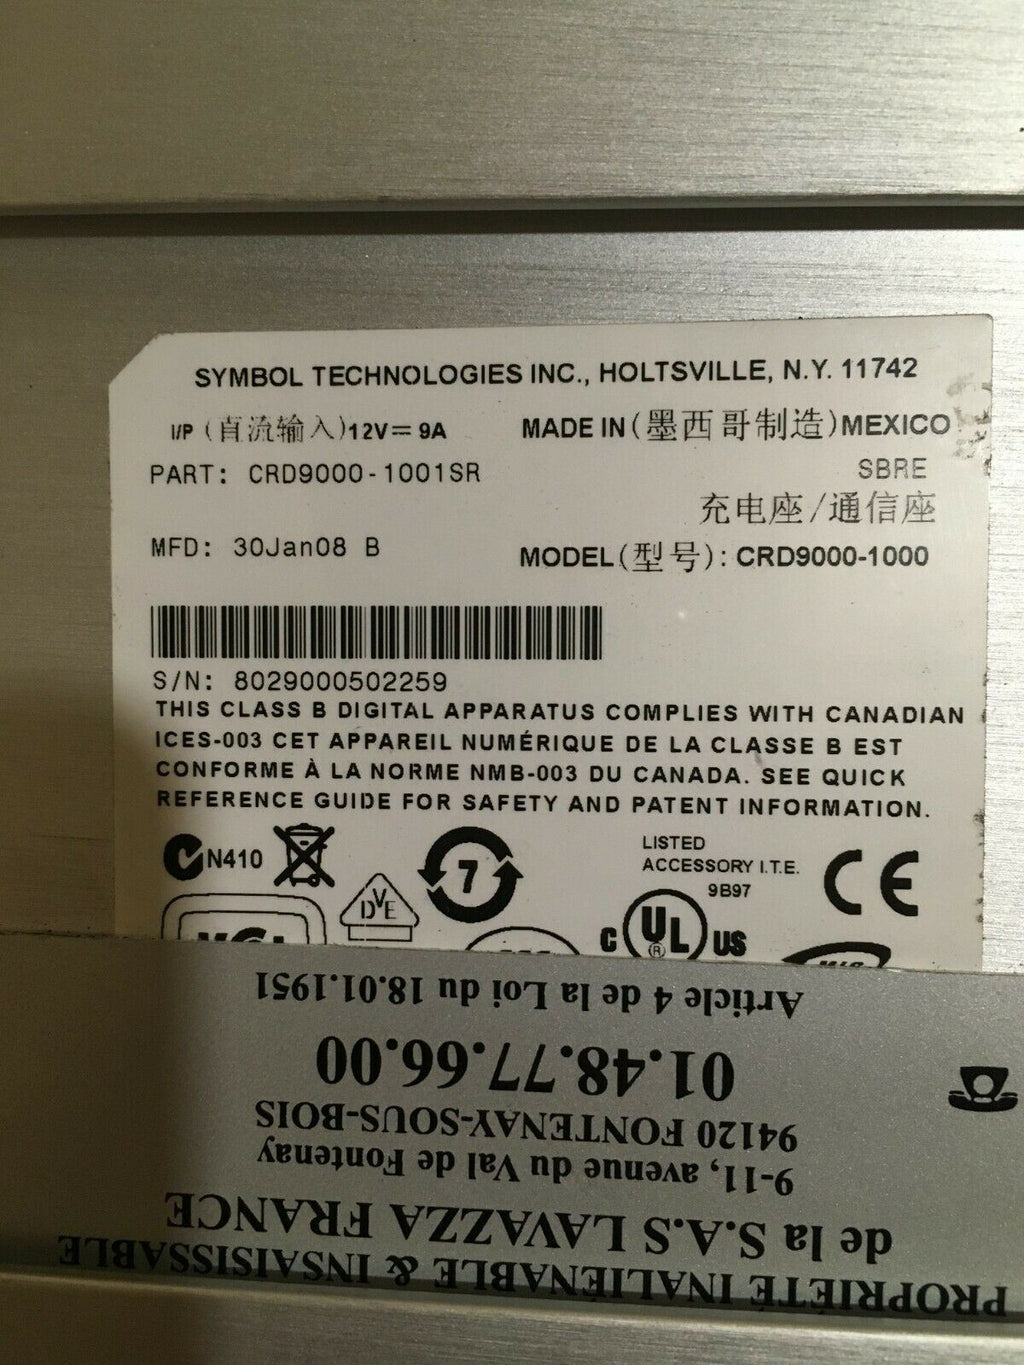 SYMBOL TECHNOLOGIES INC., HOLTSVILLE, N.Y. 11742
I/P (直流输入)12V= 9A
MADE IN(墨西哥制造)MEXICO
PART: CRD9000-1001SR
SBRE
充电座/通信座
MFD: 30Jan08 B
MODEL(型号): CRD9000-1000
S/N: 8029000502259
THIS CLASS B DIGITAL APPARATUS COMPLIES WITH CANADIAN
ICES-003 CET APPAREIL NUMÉRIQUE DE LA CLASSE B EST
CONFORME À LA NORME NMB-003 DU CANADA. SEE QUICK
REFERENCE GUIDE FOR SAFETY AND PATENT INFORMATION.
N410
DVE
7
LISTED
ACCESSORY I.T.E.
9B97
CE
C UL® US
PROPRIÉTÉ INALIÉNABLE & INSAISISSABLE
de la S.A.S LAVAZZA FRANCE
9-11, avenue du Val de Fontenay
94120 FONTENAY-SOUS-BOIS
01.48.77.66.00
Article 4 de la Loi du 18.01.1951